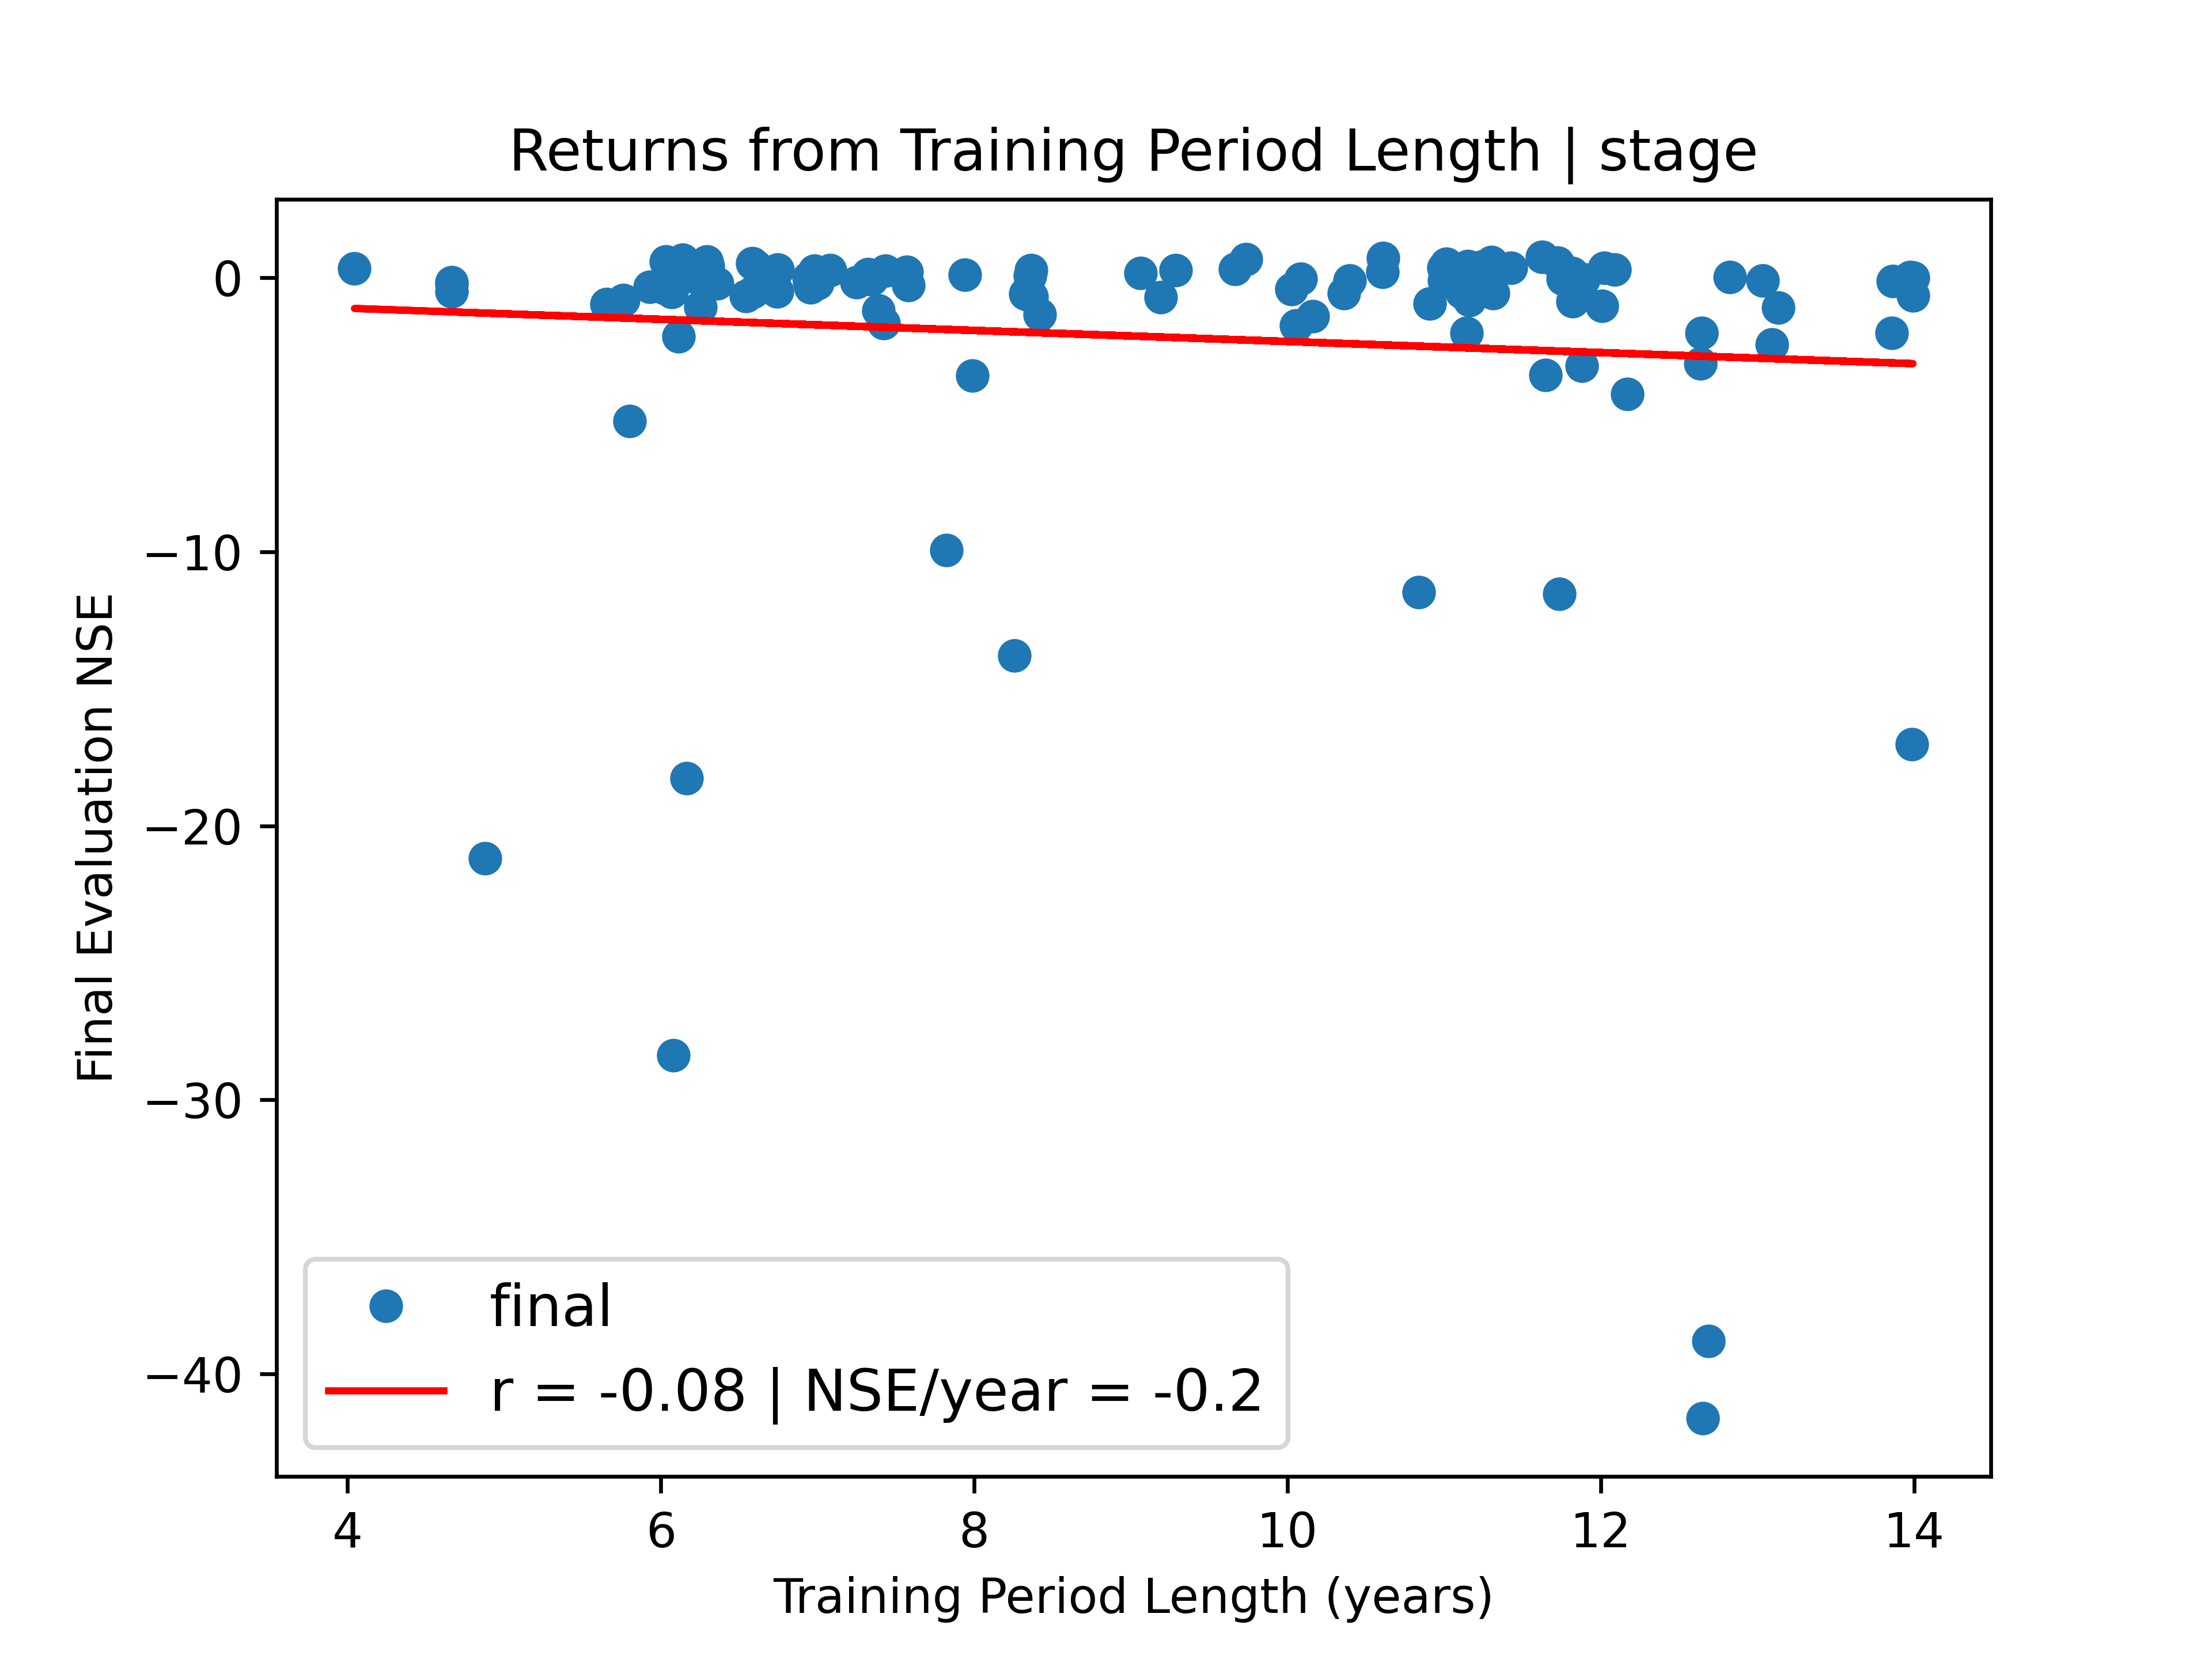 Returns from Training Period Length | stage
0
−10
−20
−30
−40
Final Evaluation NSE
final
r = -0.08 | NSE/year = -0.2
4 6 8 10 12 14
Training Period Length (years)